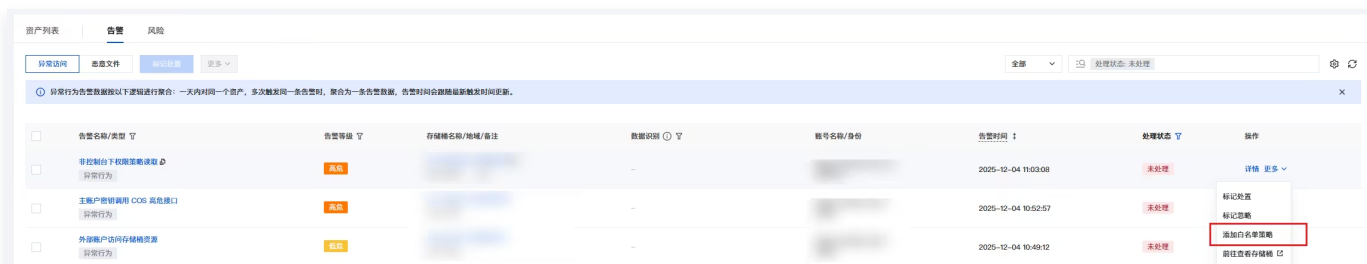 资产列表 告警 风险
异常访问 恶意文件 标记处置 更多 全部 处理状态: 未处理
异常行为告警数据按以下逻辑进行聚合：一天内对同一个资产，多次触发同一条告警时，聚合为一条告警数据，告警时间会跟随最新触发时间更新。
告警名称/类型 告警等级 存储桶名称/地域/备注 数据识别 账号名称/身份 告警时间 处理状态 操作
非控制台下权限策略读取 高危 - 2025-12-04 11:03:08 未处理 详情 更多
异常行为
标记处置
主账户密钥调用 COS 高危接口 高危 2025-12-04 10:52:57 未处理
异常行为
标记忽略
添加白名单策略
外部账户访问存储桶资源 低危 - 2025-12-04 10:49:12 未处理
异常行为
前往查看存储桶